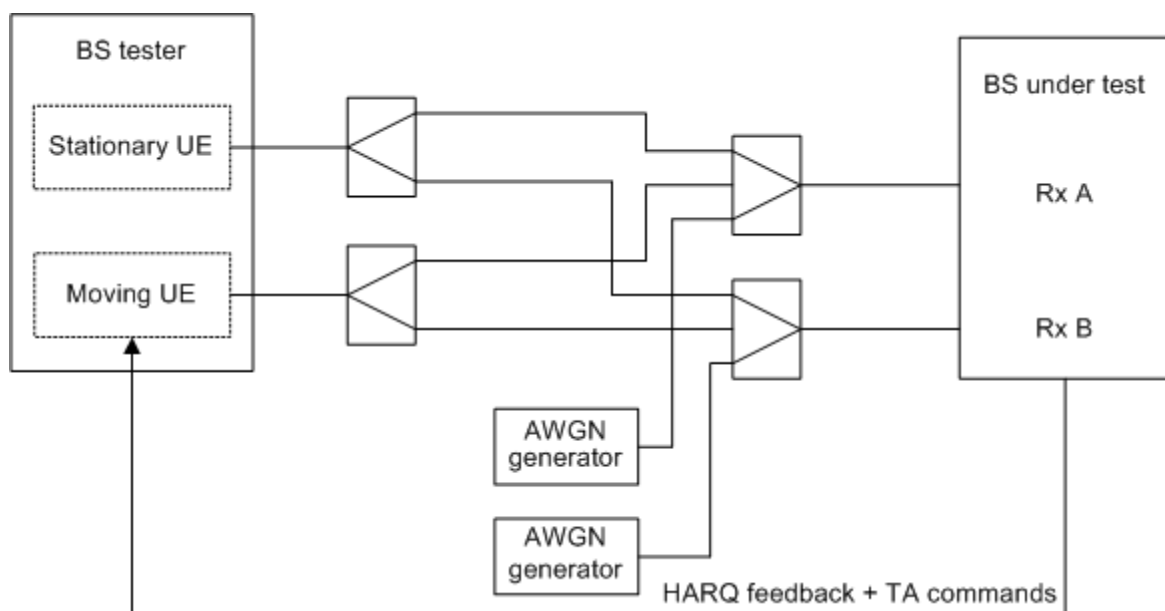 BS tester
Stationary UE
Moving UE
BS under test
Rx A
Rx B
AWGN
generator
AWGN
generator
HARQ feedback + TA commands